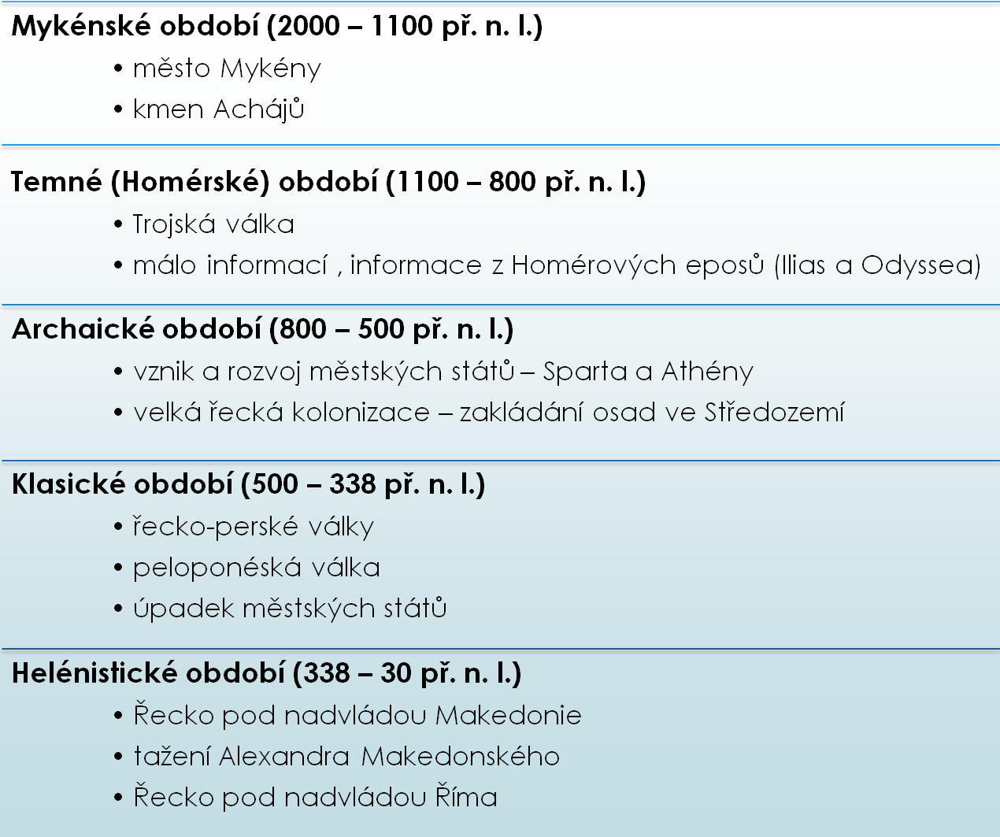 Mykénské období (2000 – 1100 př. n. l.)
• město Mykény
• kmen Achájů
Temné (Homérské) období (1100 – 800 př. n. l.)
• Trojská válka
• málo informací , informace z Homérových eposů (Ilias a Odyssea)
Archaické období (800 – 500 př. n. l.)
• vznik a rozvoj městských států – Sparta a Athény
• velká řecká kolonizace – zakládání osad ve Středozemí
Klasické období (500 – 338 př. n. l.)
• řecko-perské války
• peloponéská válka
• úpadek městských států
Helénistické období (338 – 30 př. n. l.)
• Řecko pod nadvládou Makedonie
• tažení Alexandra Makedonského
• Řecko pod nadvládou Říma